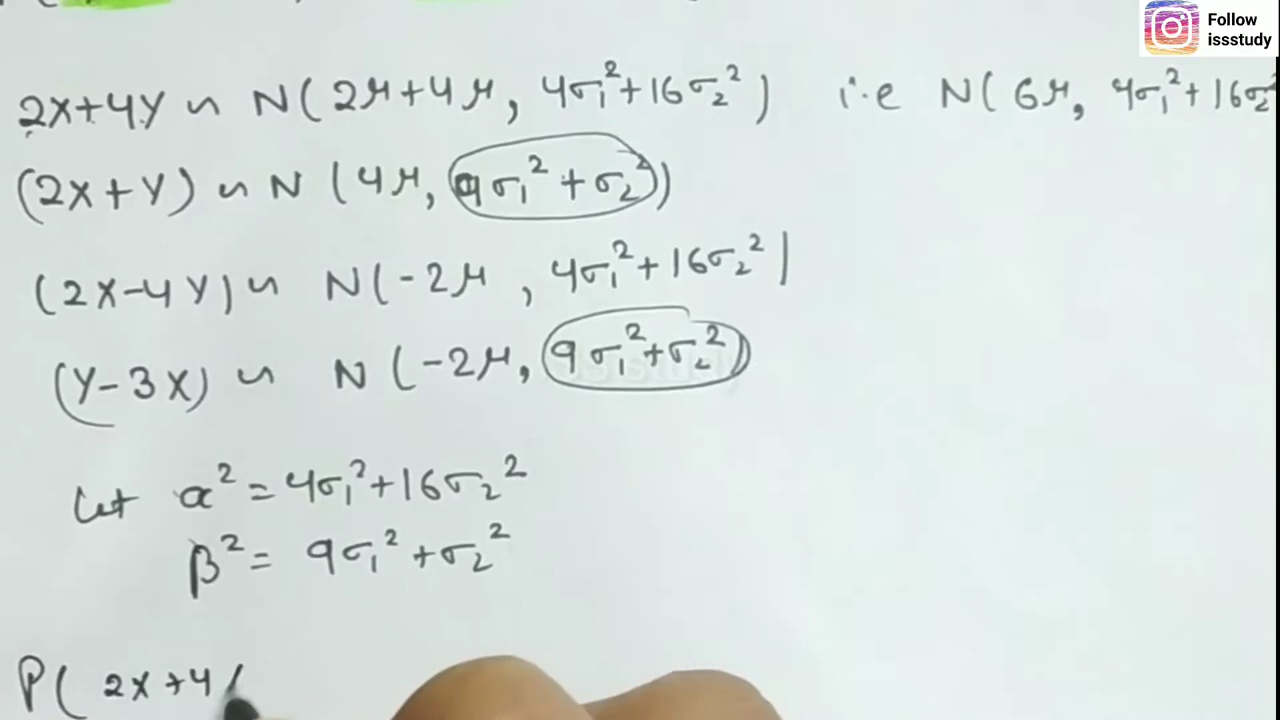 Follow
issstudy
2X+4Y ~ N(2μ+4μ, 4σ₁²+16σ₂²) i.e N(6μ, 4σ₁²+16σ₂²
(2X+Y) ~ N(4μ, 9σ₁²+σ₂²)
(2X-4Y) ~ N(-2μ, 4σ₁²+16σ₂²)
(Y-3X) ~ N(-2μ, 9σ₁²+σ₂²)
Let α² = 4σ₁²+16σ₂²
β² = 9σ₁²+σ₂²
P( 2X+4